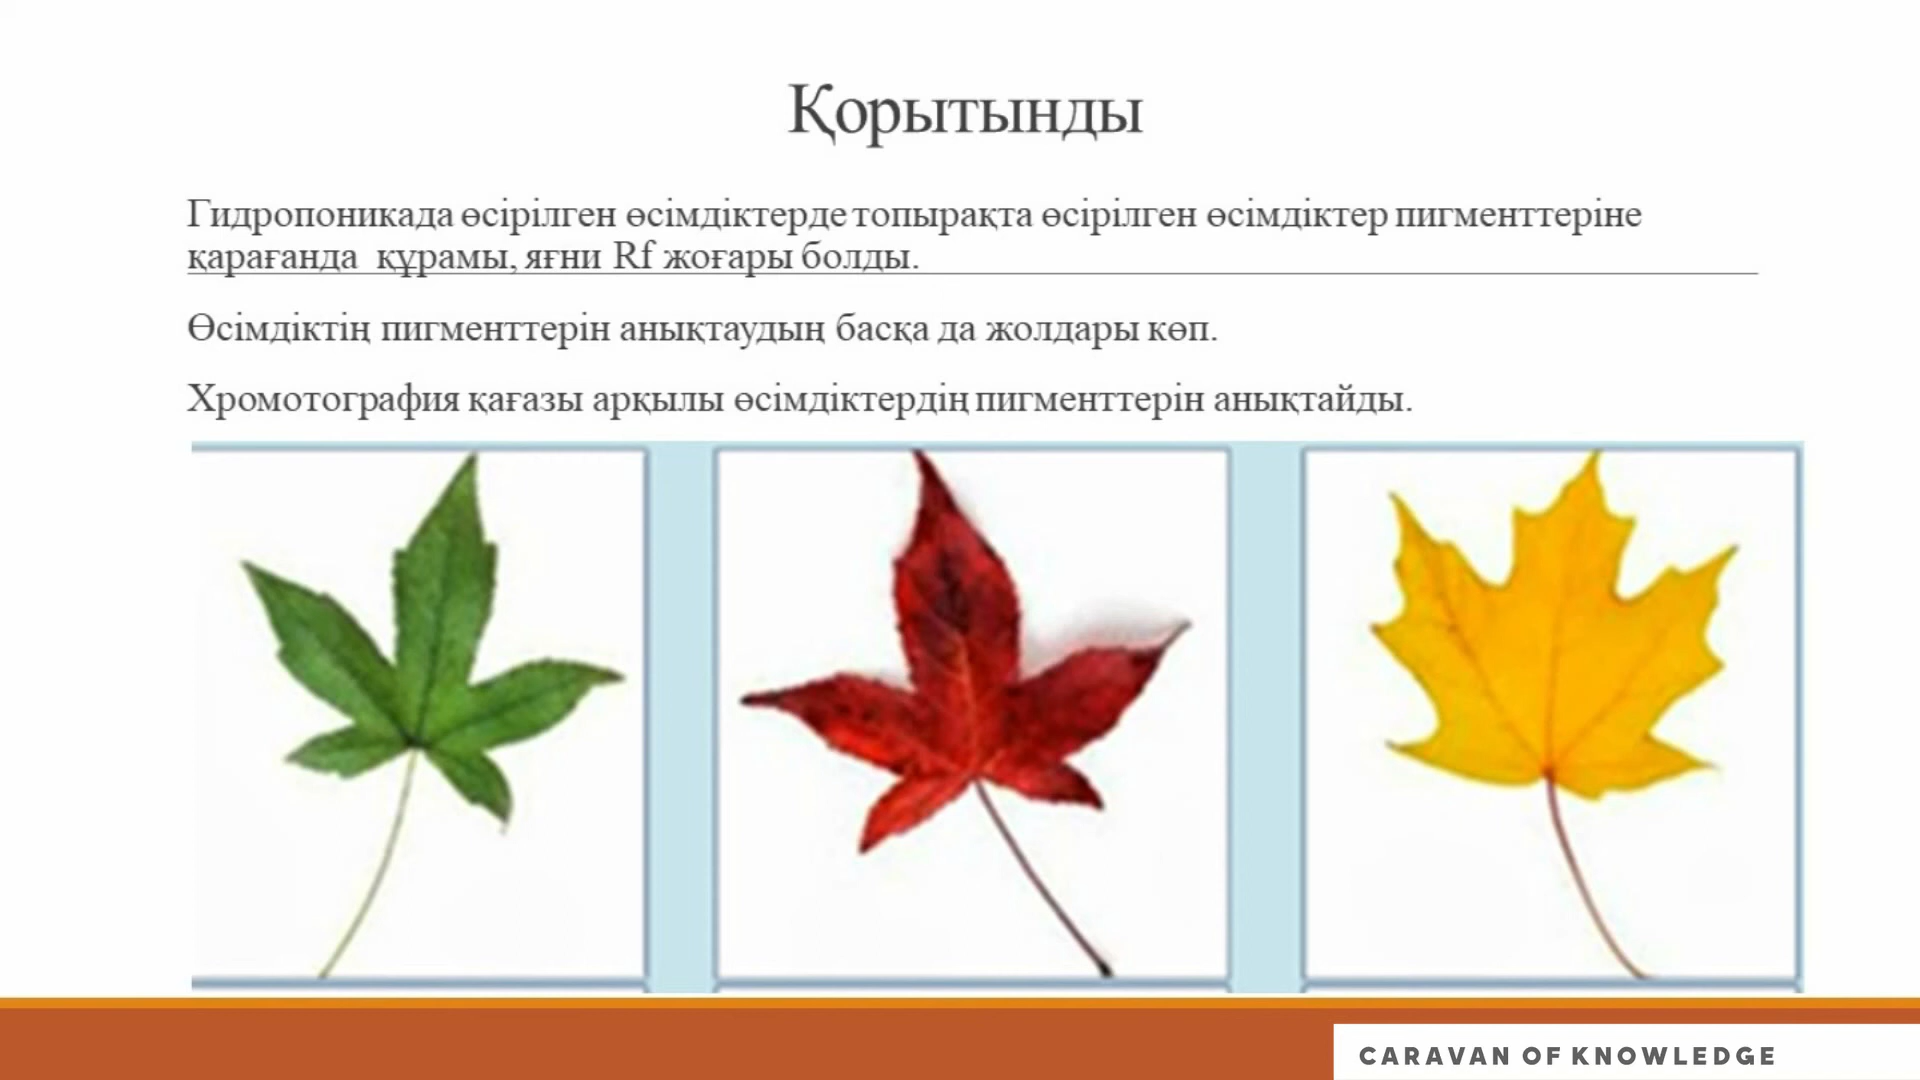 Қорытынды
Гидропоникада өсірілген өсімдіктерде топырақта өсірілген өсімдіктер пигменттеріне
қарағанда құрамы, яғни Rf жоғары болды.
Өсімдіктің пигменттерін анықтаудың басқа да жолдары көп.
Хромотография қағазы арқылы өсімдіктердің пигменттерін анықтайды.
CARAVAN OF KNOWLEDGE